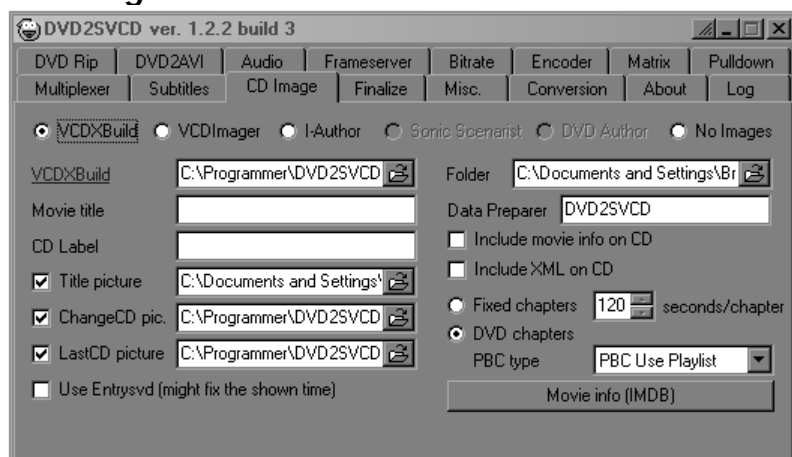 DVD2SVCD ver. 1.2.2 build 3
DVD Rip DVD2AVI Audio Frameserver Bitrate Encoder Matrix Pulldown
Multiplexer Subtitles CD Image Finalize Misc. Conversion About Log
VCDXBuild VCDImager I-Author Sonic Scenarist DVD Author No Images
VCDXBuild C:\Programmer\DVD2SVCD Folder C:\Documents and Settings\Br
Movie title Data Preparer DVD2SVCD
CD Label Include movie info on CD
Include XML on CD
Title picture C:\Documents and Settings\ Fixed chapters 120 seconds/chapter
ChangeCD pic. C:\Programmer\DVD2SVCD DVD chapters
LastCD picture C:\Programmer\DVD2SVCD PBC type PBC Use Playlist
Use Entrysvd (might fix the shown time) Movie info (IMDB)